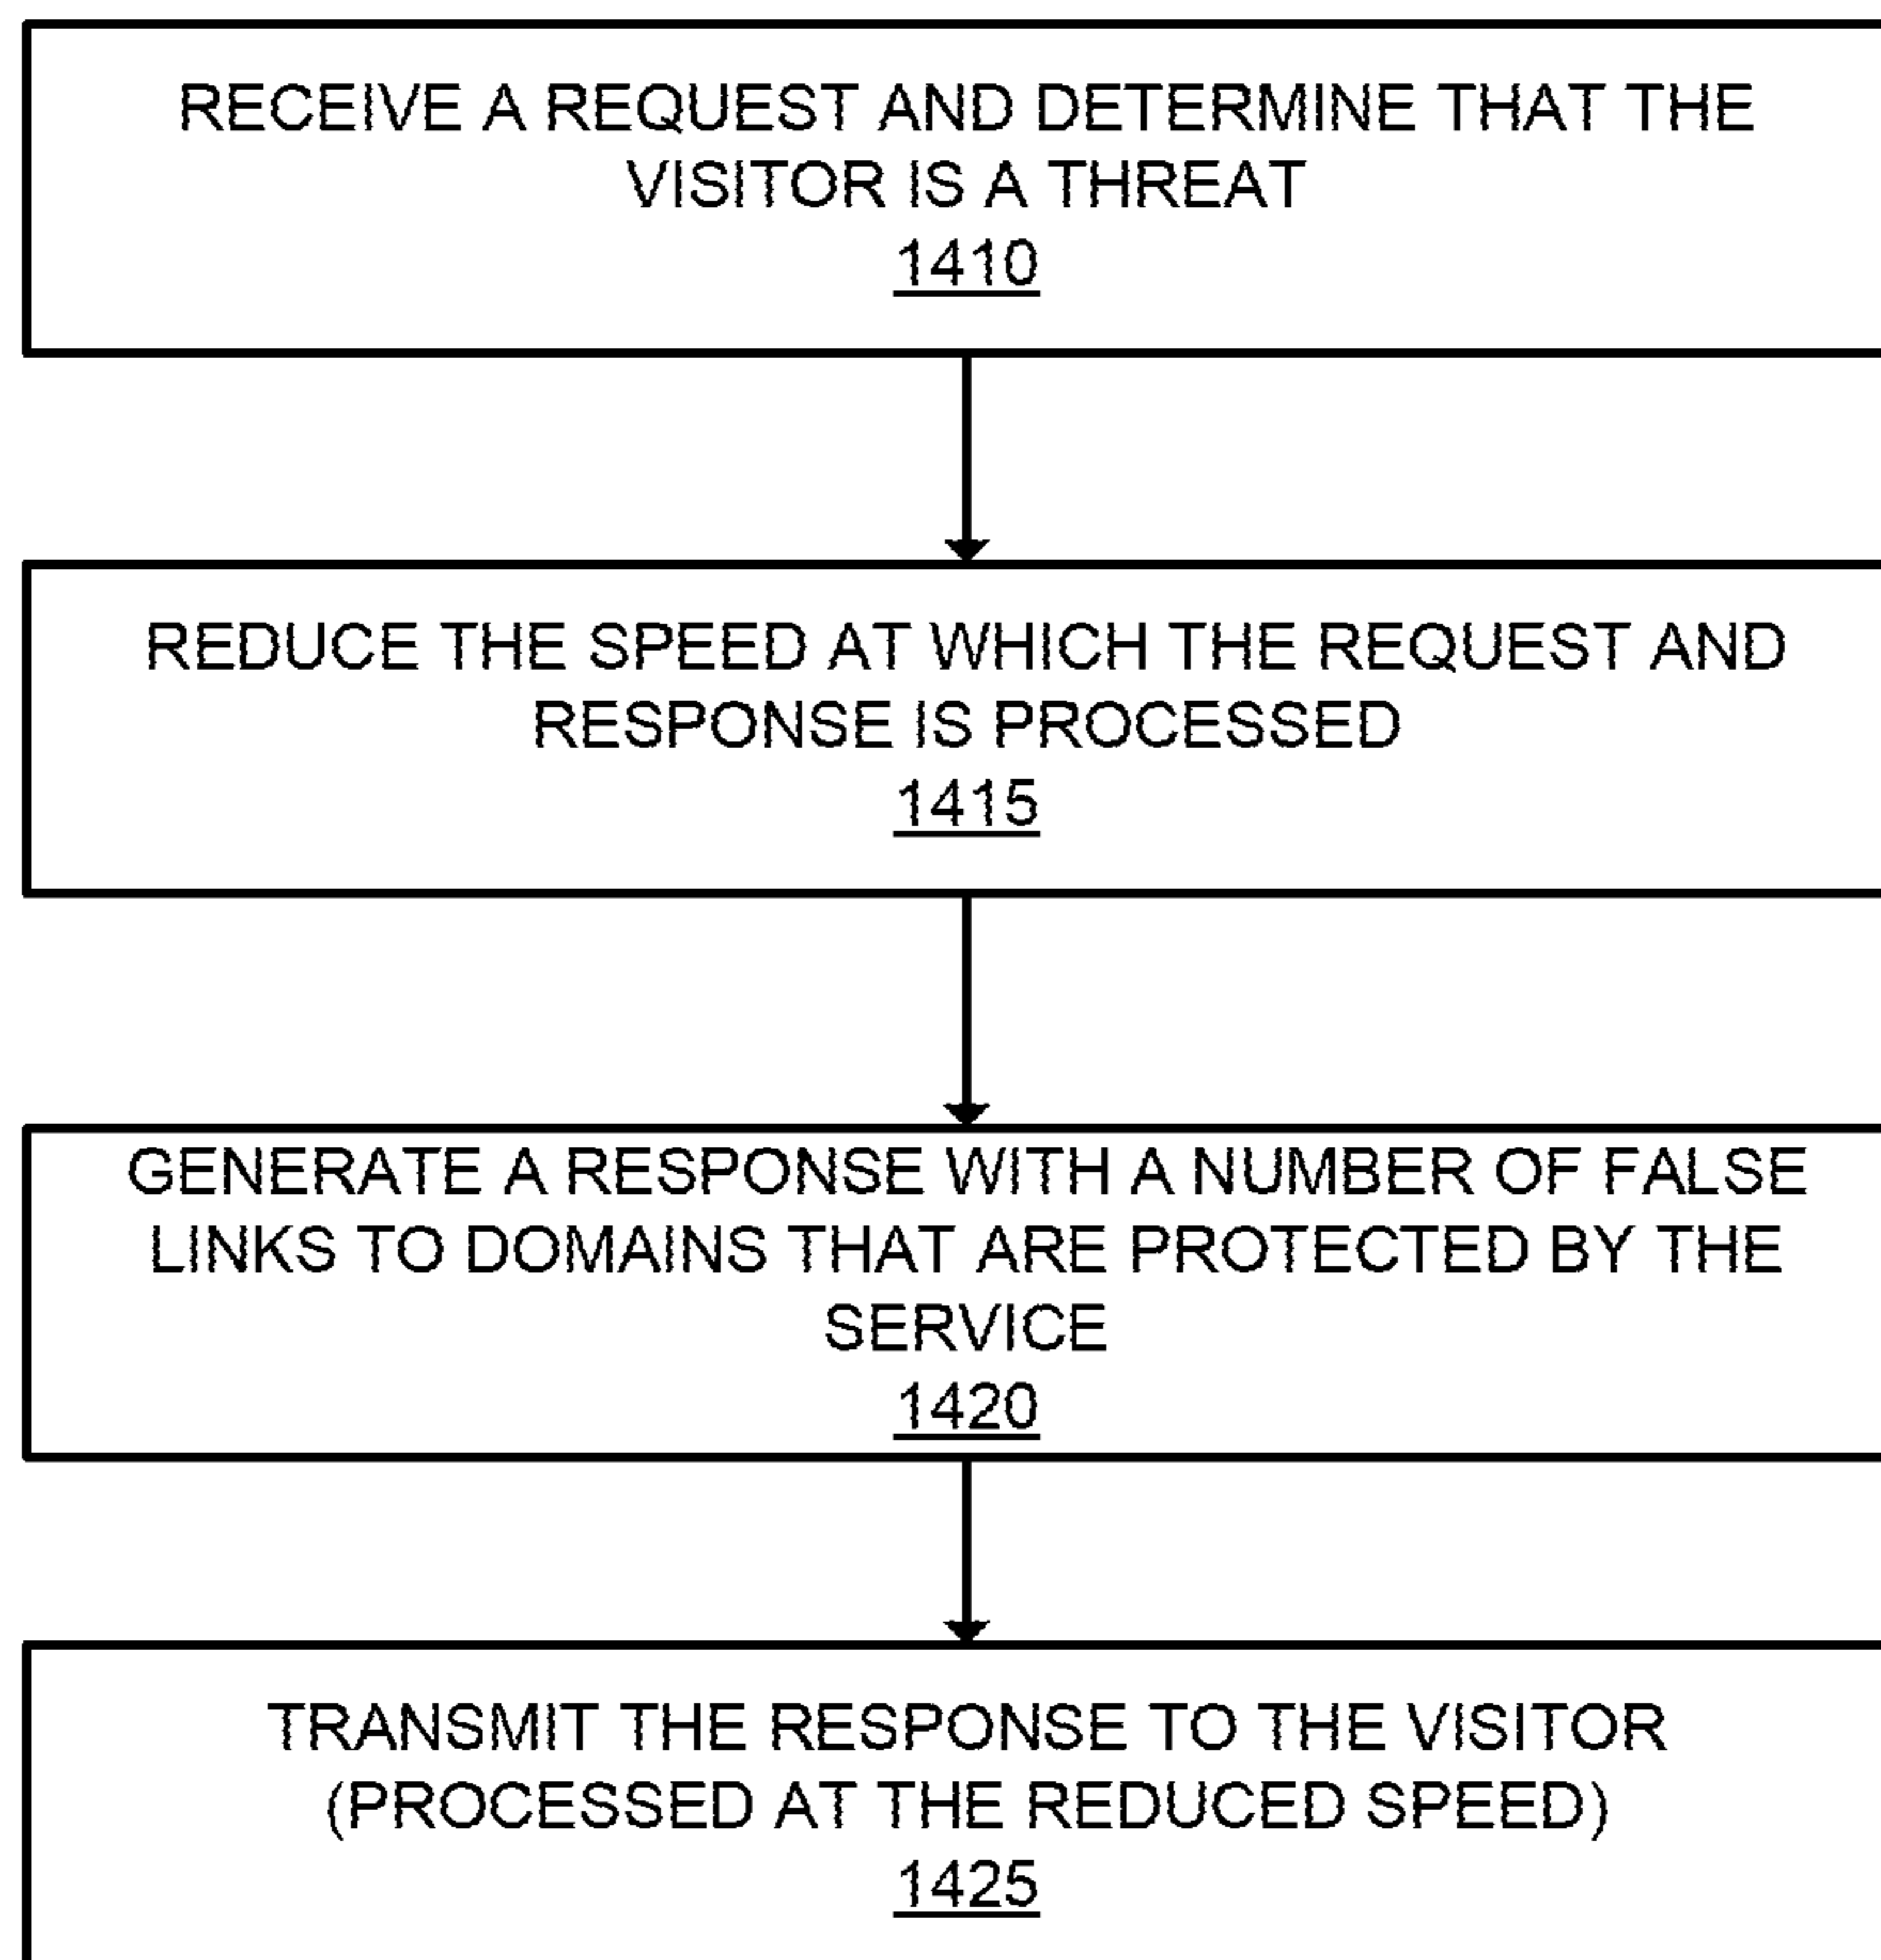 RECEIVE A REQUEST AND DETERMINE THAT THE
VISITOR IS A THREAT
1410
REDUCE THE SPEED AT WHICH THE REQUEST AND
RESPONSE IS PROCESSED
1415
GENERATE A RESPONSE WITH A NUMBER OF FALSE
LINKS TO DOMAINS THAT ARE PROTECTED BY THE
SERVICE
1420
TRANSMIT THE RESPONSE TO THE VISITOR
(PROCESSED AT THE REDUCED SPEED)
1425